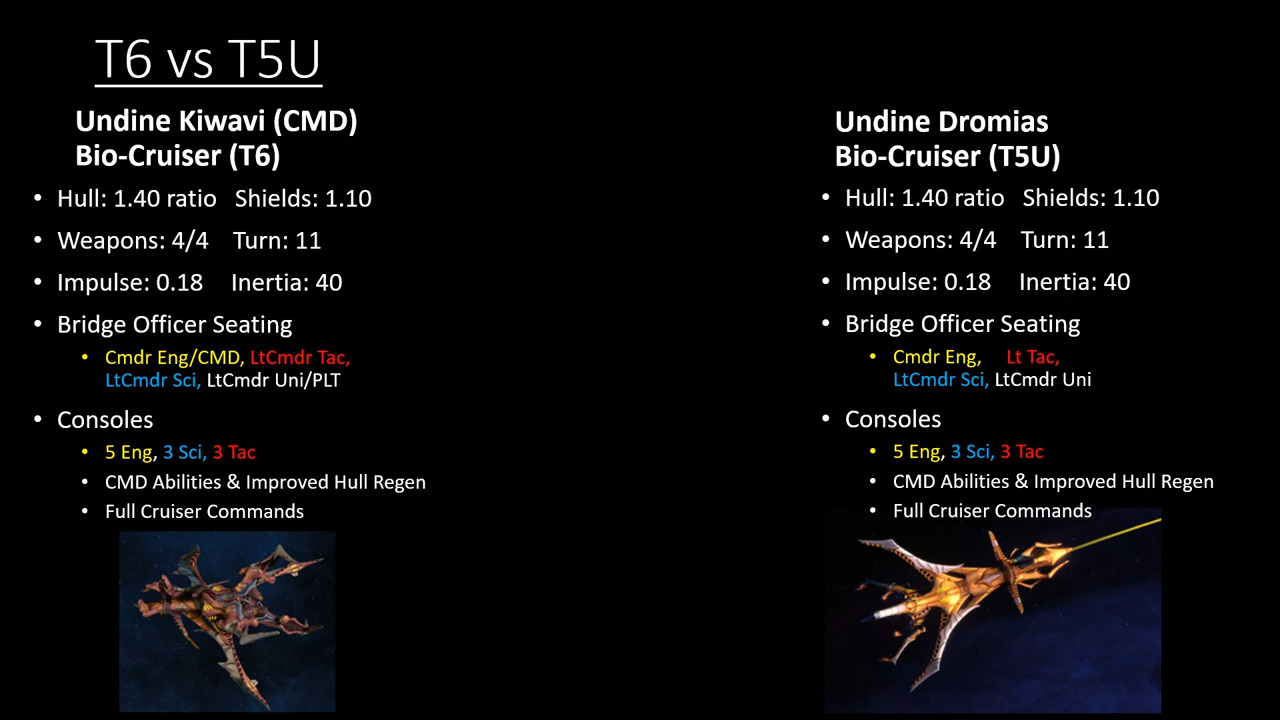 T6 vs T5U
Undine Kiwavi (CMD)
Bio-Cruiser (T6)
• Hull: 1.40 ratio Shields: 1.10
• Weapons: 4/4 Turn: 11
• Impulse: 0.18 Inertia: 40
• Bridge Officer Seating
• Cmdr Eng/CMD, LtCmdr Tac,
LtCmdr Sci, LtCmdr Uni/PLT
• Consoles
• 5 Eng, 3 Sci, 3 Tac
• CMD Abilities & Improved Hull Regen
• Full Cruiser Commands
Undine Dromias
Bio-Cruiser (T5U)
• Hull: 1.40 ratio Shields: 1.10
• Weapons: 4/4 Turn: 11
• Impulse: 0.18 Inertia: 40
• Bridge Officer Seating
• Cmdr Eng, Lt Tac,
LtCmdr Sci, LtCmdr Uni
• Consoles
• 5 Eng, 3 Sci, 3 Tac
• CMD Abilities & Improved Hull Regen
• Full Cruiser Commands